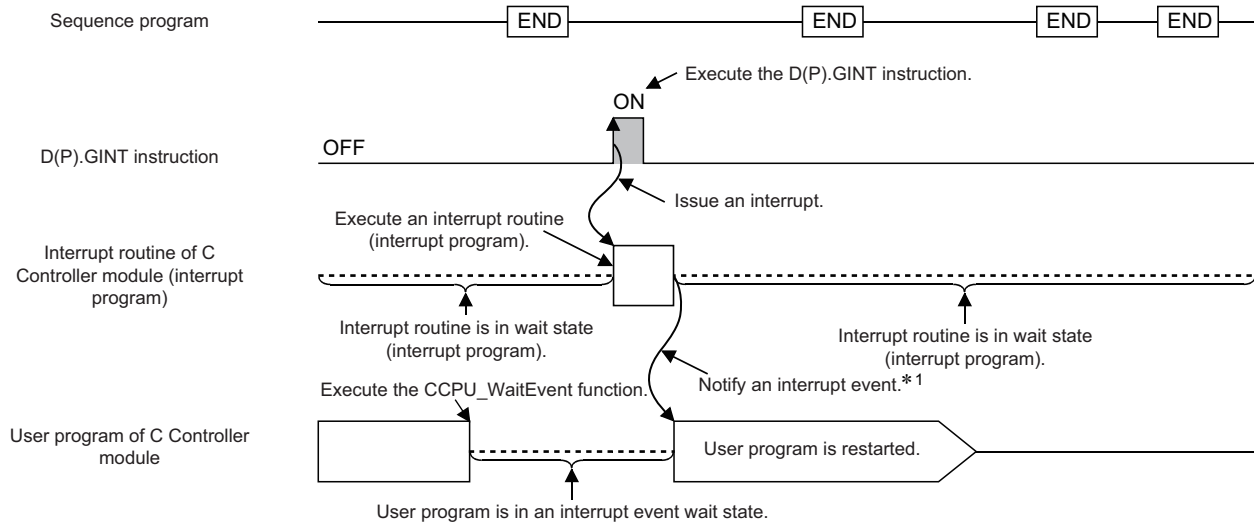 Sequence program
END
END
END
END
Execute the D(P).GINT instruction.
ON
D(P).GINT instruction
OFF
Issue an interrupt.
Execute an interrupt routine
(interrupt program).
Interrupt routine of C
Controller module (interrupt
program)
Interrupt routine is in wait state
(interrupt program).
Interrupt routine is in wait state
(interrupt program).
Notify an interrupt event.*1
Execute the CCPU_WaitEvent function.
User program of C Controller
module
User program is restarted.
User program is in an interrupt event wait state.